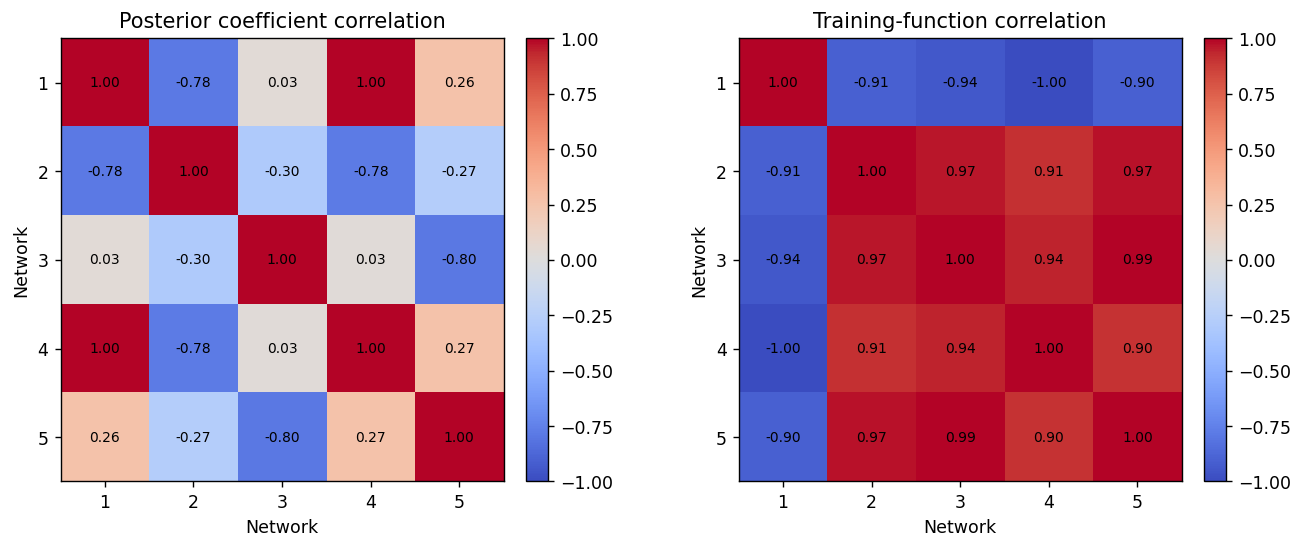 Posterior coefficient correlation
Network
1 1.00 -0.78 0.03 1.00 0.26
2 -0.78 1.00 -0.30 -0.78 -0.27
3 0.03 -0.30 1.00 0.03 -0.80
4 1.00 -0.78 0.03 1.00 0.27
5 0.26 -0.27 -0.80 0.27 1.00
1 2 3 4 5
Network
1.00
0.75
0.50
0.25
0.00
−0.25
−0.50
−0.75
−1.00
Training-function correlation
Network
1 1.00 -0.91 -0.94 -1.00 -0.90
2 -0.91 1.00 0.97 0.91 0.97
3 -0.94 0.97 1.00 0.94 0.99
4 -1.00 0.91 0.94 1.00 0.90
5 -0.90 0.97 0.99 0.90 1.00
1 2 3 4 5
Network
1.00
0.75
0.50
0.25
0.00
−0.25
−0.50
−0.75
−1.00